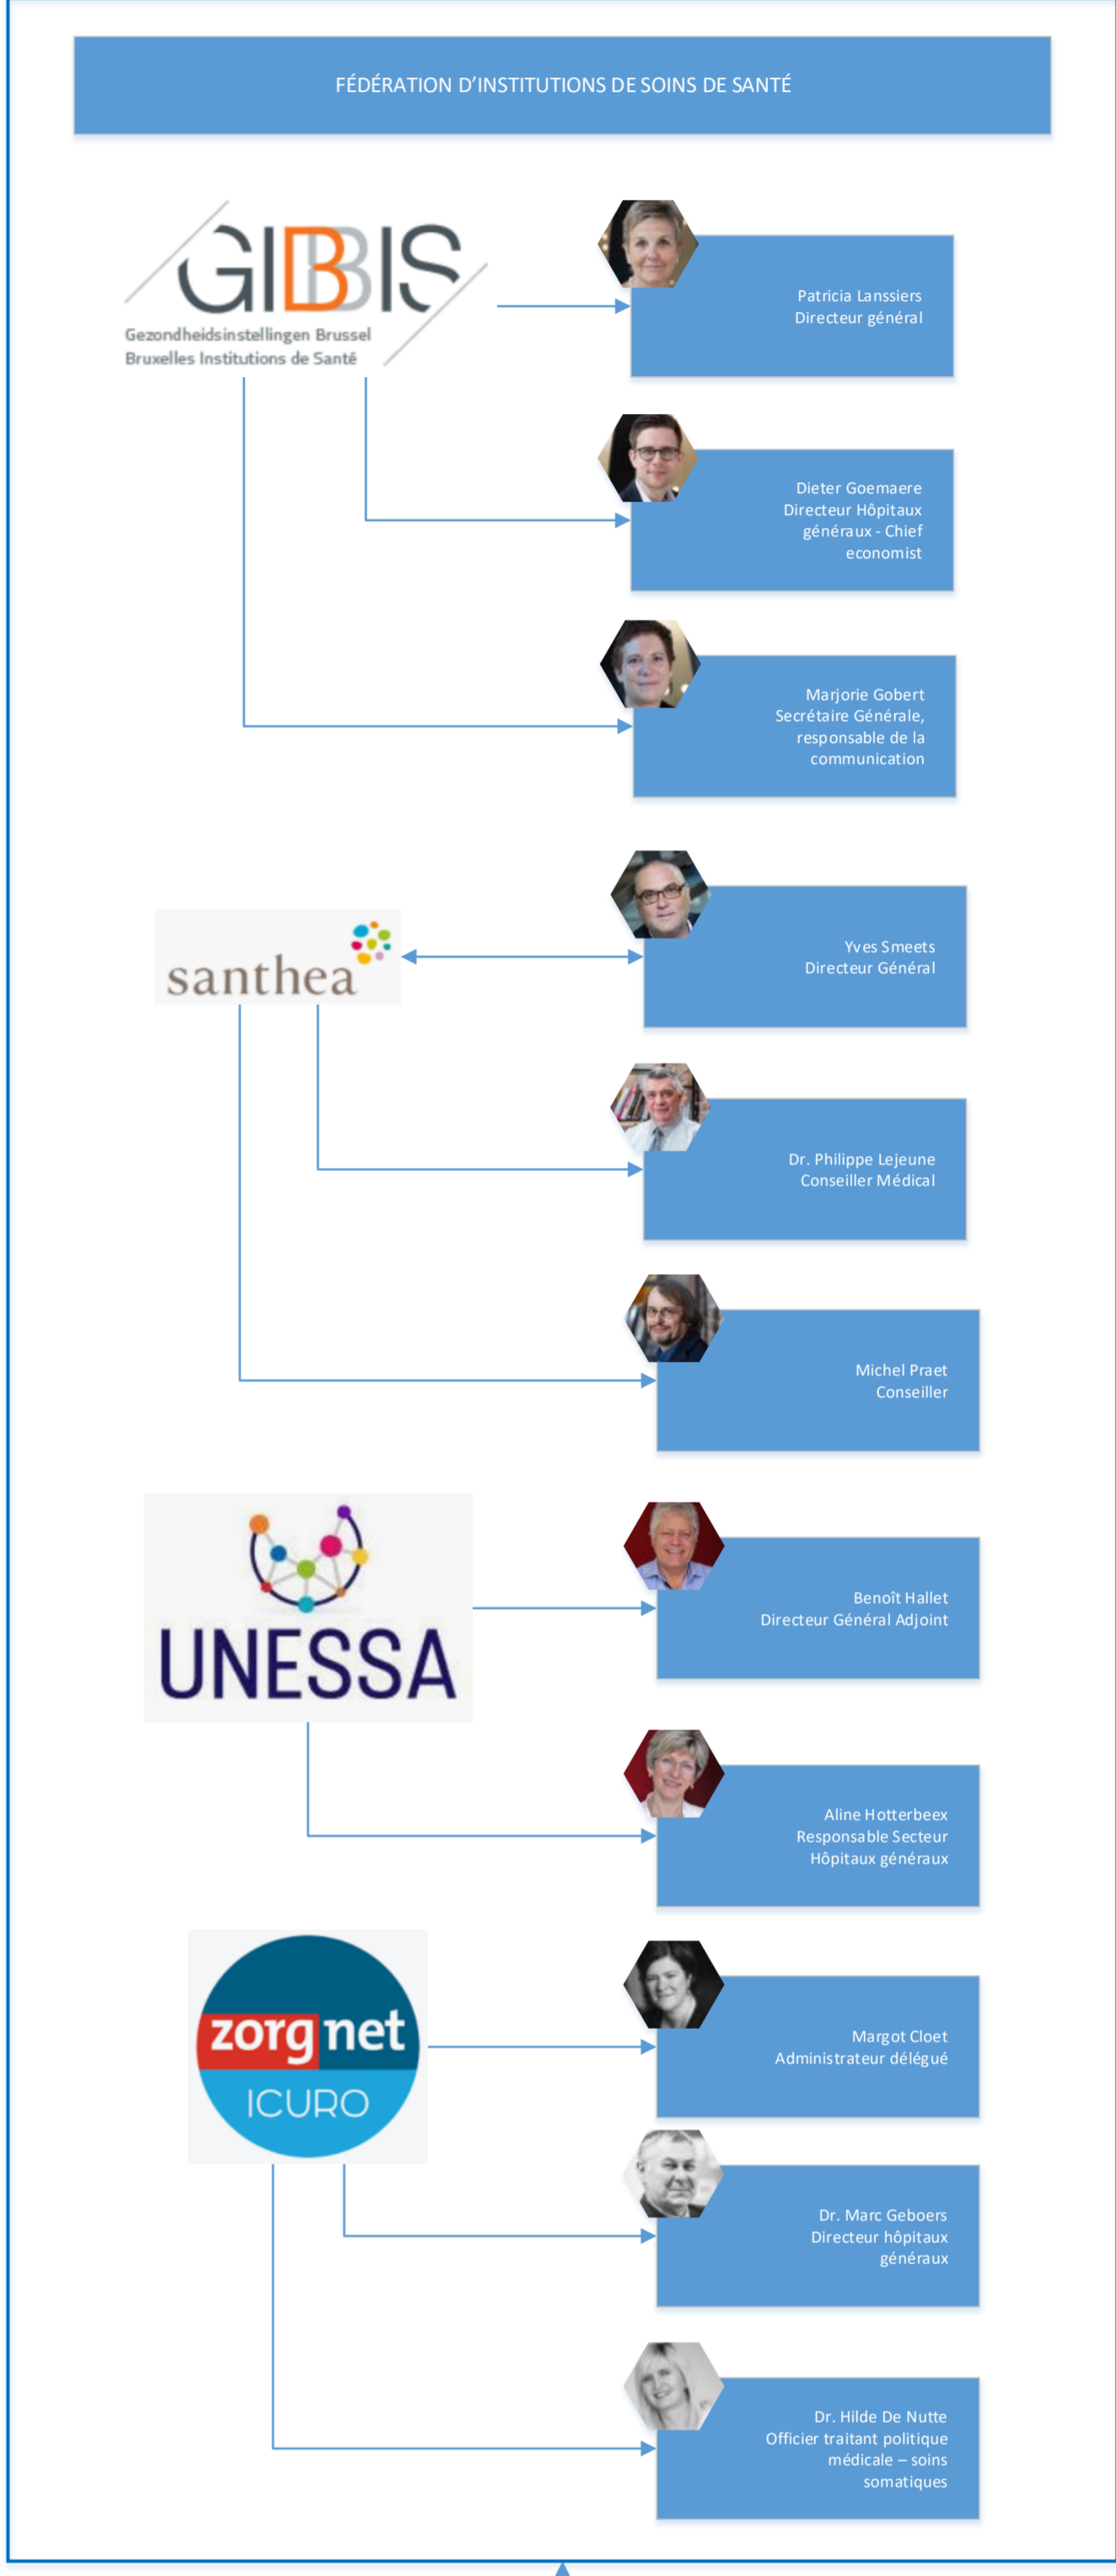 FÉDÉRATION D’INSTITUTIONS DE SOINS DE SANTÉ
GIBBIS
Gezondheidsinstellingen Brussel
Bruxelles Institutions de Santé
Patricia Lanssiers
Directeur général
Dieter Goemaere
Directeur Hôpitaux
généraux - Chief
economist
Marjorie Gobert
Secrétaire Générale,
responsable de la
communication
santhea
Yves Smeets
Directeur Général
Dr. Philippe Lejeune
Conseiller Médical
Michel Praet
Conseiller
UNESSA
Benoît Hallet
Directeur Général Adjoint
Aline Hotterbeex
Responsable Secteur
Hôpitaux généraux
zorgnet
ICURO
Margot Cloet
Administrateur délégué
Dr. Marc Geboers
Directeur hôpitaux
généraux
Dr. Hilde De Nutte
Officier traitant politique
médicale – soins
somatiques